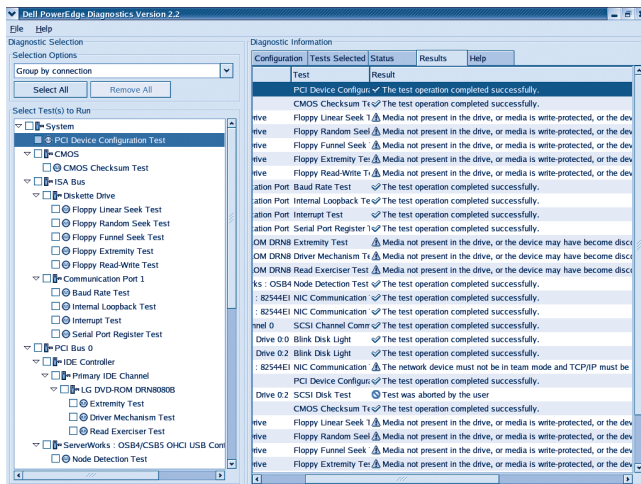 Dell PowerEdge Diagnostics Version 2.2
File Help
Diagnostic Selection
Selection Options
Group by connection
Select All Remove All
Select Test(s) to Run
System
PCI Device Configuration Test
CMOS
CMOS Checksum Test
ISA Bus
Diskette Drive
Floppy Linear Seek Test
Floppy Random Seek Test
Floppy Funnel Seek Test
Floppy Extremity Test
Floppy Read-Write Test
Communication Port 1
Baud Rate Test
Internal Loopback Test
Interrupt Test
Serial Port Register Test
PCI Bus 0
IDE Controller
Primary IDE Channel
LG DVD-ROM DRN8080B
Extremity Test
Driver Mechanism Test
Read Exerciser Test
ServerWorks : OSB4/CSB5 OHCI USB Cont
Node Detection Test
Diagnostic Information
Configuration Tests Selected Status Results Help
Test Result
PCI Device Configura The test operation completed successfully.
CMOS Checksum Te The test operation completed successfully.
rive Floppy Linear Seek T Media not present in the drive, or media is write-protected, or the dev
rive Floppy Random Seel Media not present in the drive, or media is write-protected, or the dev
rive Floppy Funnel Seek Media not present in the drive, or media is write-protected, or the dev
rive Floppy Extremity Tes Media not present in the drive, or media is write-protected, or the dev
rive Floppy Read-Write Te Media not present in the drive, or media is write-protected, or the dev
cation Port Baud Rate Test The test operation completed successfully.
cation Port Internal Loopback Te The test operation completed successfully.
cation Port Interrupt Test The test operation completed successfully.
cation Port Serial Port Register T The test operation completed successfully.
OM DRN8 Extremity Test Media not present in the drive, or the device may have become disco
OM DRN8 Driver Mechanism Te Media not present in the drive, or the device may have become disco
OM DRN8 Read Exerciser Test Media not present in the drive, or the device may have become disco
rks : OSB4 Node Detection Test The test operation completed successfully.
: 82544EI NIC Communication The test operation completed successfully.
: 82544EI NIC Communication The test operation completed successfully.
nnel 0 SCSI Channel Comm The test operation completed successfully.
Drive 0:0 Blink Disk Light The test operation completed successfully.
Drive 0:2 Blink Disk Light The test operation completed successfully.
: 82544EI NIC Communication The network device must not be in team mode and TCP/IP must be
PCI Device Configura The test operation completed successfully.
Drive 0:2 SCSI Disk Test Test was aborted by the user
CMOS Checksum Te The test operation completed successfully.
rive Floppy Linear Seek T Media not present in the drive, or media is write-protected, or the dev
rive Floppy Random Seel Media not present in the drive, or media is write-protected, or the dev
rive Floppy Funnel Seek Media not present in the drive, or media is write-protected, or the dev
rive Floppy Extremity Tes Media not present in the drive, or media is write-protected, or the dev